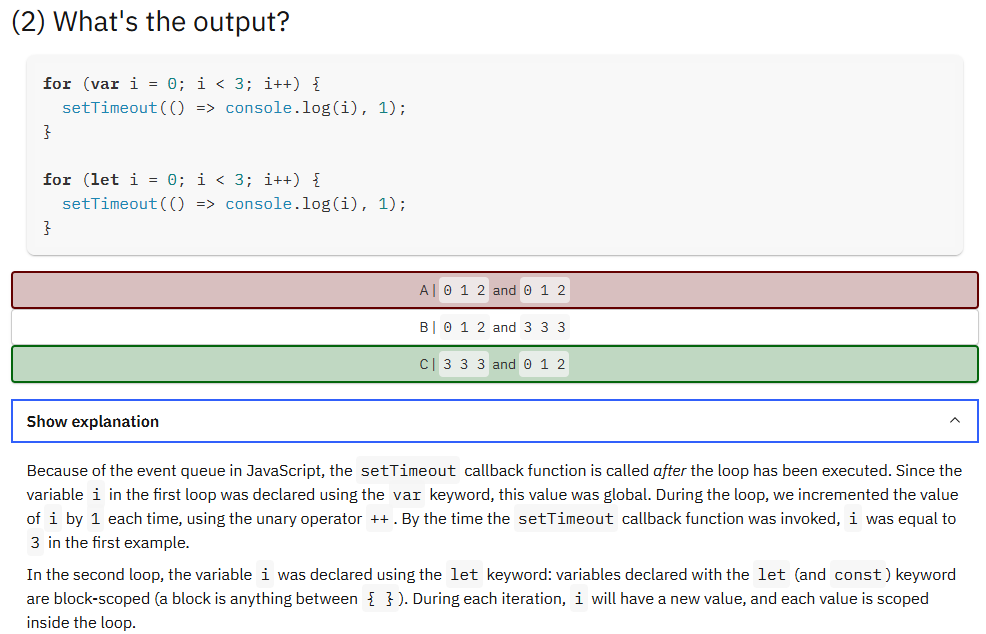 (2) What's the output?
for (var i = 0; i < 3; i++) {
  setTimeout(() => console.log(i), 1);
}
for (let i = 0; i < 3; i++) {
  setTimeout(() => console.log(i), 1);
}
A| 0 1 2 and 0 1 2
B| 0 1 2 and 3 3 3
C| 3 3 3 and 0 1 2
Show explanation
Because of the event queue in JavaScript, the setTimeout callback function is called after the loop has been executed. Since the
variable i in the first loop was declared using the var keyword, this value was global. During the loop, we incremented the value
of i by 1 each time, using the unary operator ++ . By the time the setTimeout callback function was invoked, i was equal to
3 in the first example.
In the second loop, the variable i was declared using the let keyword: variables declared with the let (and const ) keyword
are block-scoped (a block is anything between { } ). During each iteration, i will have a new value, and each value is scoped
inside the loop.